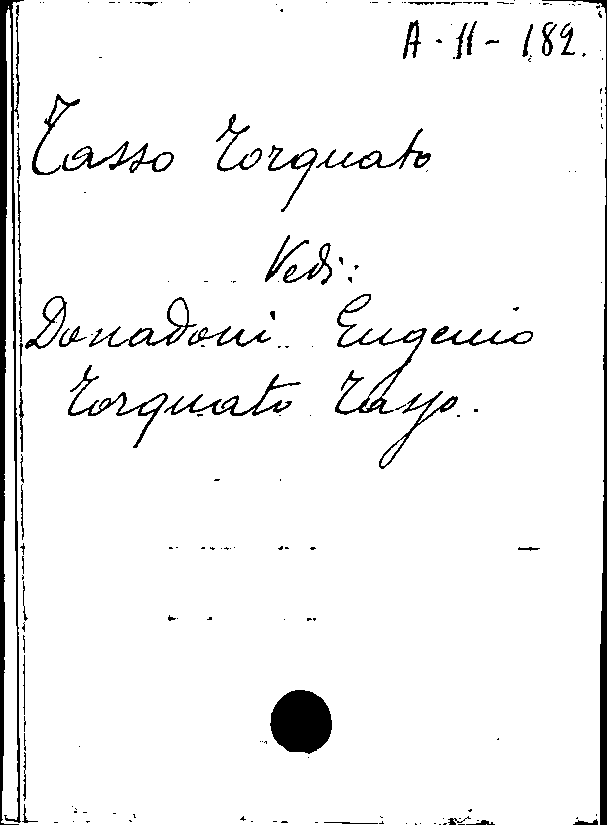 A-II-182.
Tasso Torquato
Vedi:
Donadoni Eugenio
Torquato Tasso.